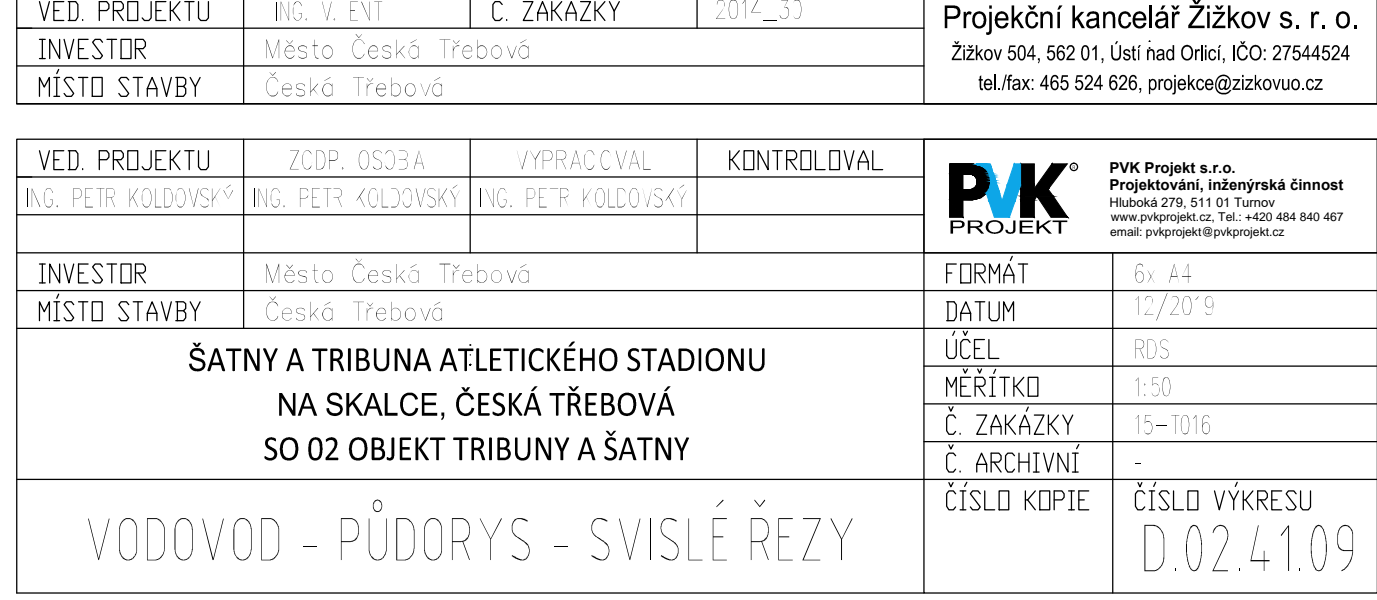 VED. PROJEKTU ING. V. ENT Č. ZAKÁZKY 2014_30
INVESTOR Město Česká Třebová
MÍSTO STAVBY Česká Třebová
Projekční kancelář Žižkov s. r. o.
Žižkov 504, 562 01, Ústí nad Orlicí, IČO: 27544524
tel./fax: 465 524 626, projekce@zizkovuo.cz
VED. PROJEKTU ZODP. OSOBA VYPRACOVAL KONTROLOVAL
ING. PETR KOLDOVSKÝ ING. PETR KOLDOVSKÝ ING. PETR KOLDOVSKÝ
PVK PROJEKT
PVK Projekt s.r.o.
Projektování, inženýrská činnost
Hluboká 279, 511 01 Turnov
www.pvkprojekt.cz, Tel.: +420 484 840 467
email: pvkprojekt@pvkprojekt.cz
INVESTOR Město Česká Třebová
MÍSTO STAVBY Česká Třebová
ŠATNY A TRIBUNA ATLETICKÉHO STADIONU
NA SKALCE, ČESKÁ TŘEBOVÁ
SO 02 OBJEKT TRIBUNY A ŠATNY
VODOVOD - PŮDORYS - SVISLÉ ŘEZY
FORMÁT 6x A4
DATUM 12/2019
ÚČEL RDS
MĚŘÍTKO 1:50
Č. ZAKÁZKY 15-T016
Č. ARCHIVNÍ -
ČÍSLO KOPIE ČÍSLO VÝKRESU
D.02.41.09